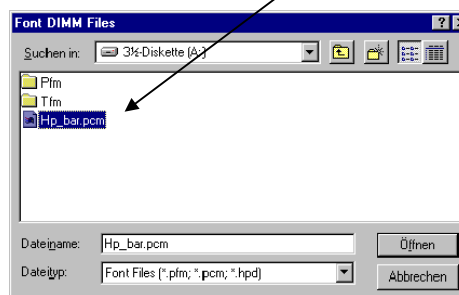 Font DIMM Files
Suchen in: 3½-Diskette (A:)
Pfm
Tfm
Hp_bar.pcm
Dateiname: Hp_bar.pcm Öffnen
Dateityp: Font Files (*.pfm; *.pcm; *.hpd) Abbrechen